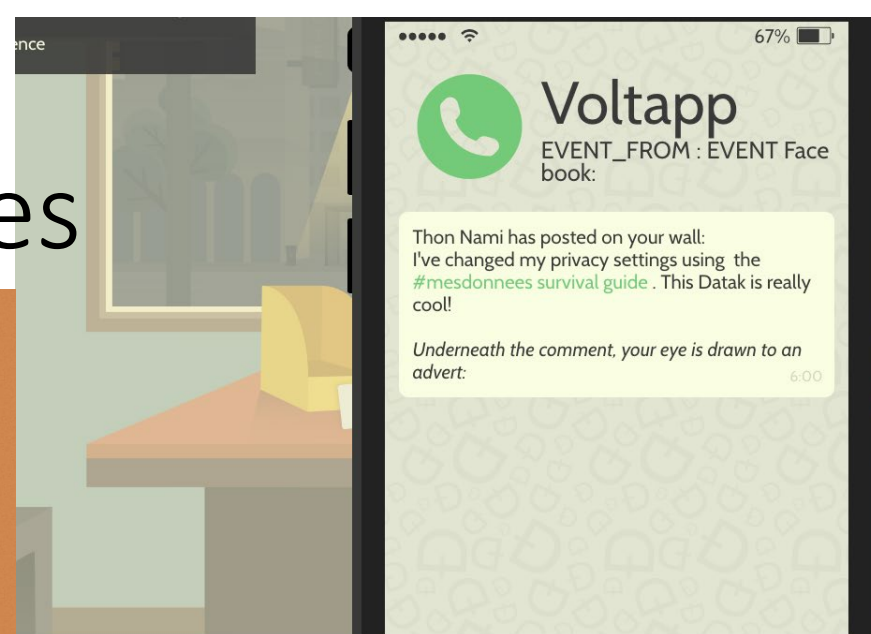 ence
es
67%
Voltapp
EVENT_FROM : EVENT Face
book:
Thon Nami has posted on your wall:
I've changed my privacy settings using the
#mesdonnees survival guide . This Datak is really
cool!
Underneath the comment, your eye is drawn to an
advert:
6:00